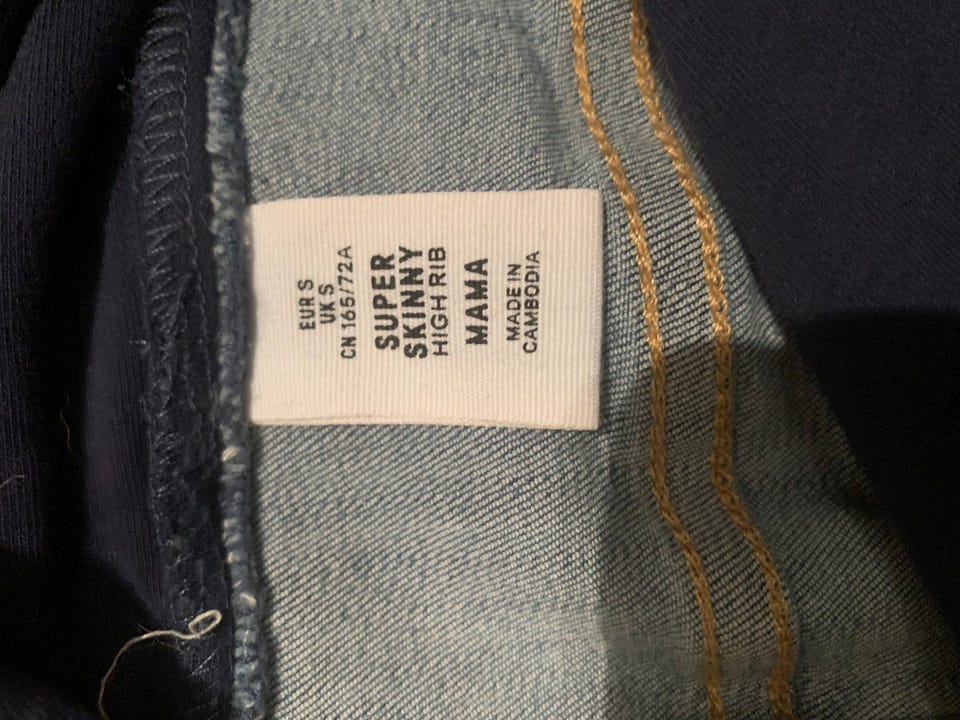 EUR S
UK S
CN 165/72A
SUPER
SKINNY
HIGH RIB
MAMA
MADE IN
CAMBODIA